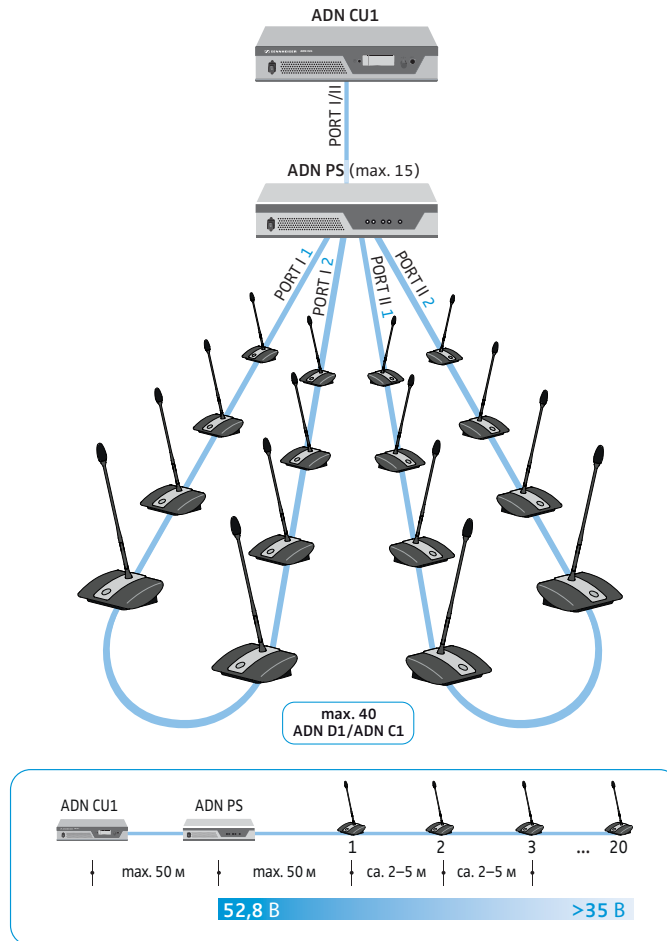 ADN CU1
SENNHEISER
PORT I/II
ADN PS (max. 15)
PORT I 1
PORT I 2
PORT II 1
PORT II 2
max. 40
ADN D1/ADN C1
ADN CU1
ADN PS
1 2 3 ... 20
max. 50 м max. 50 м ca. 2–5 м ca. 2–5 м
52,8 В >35 В